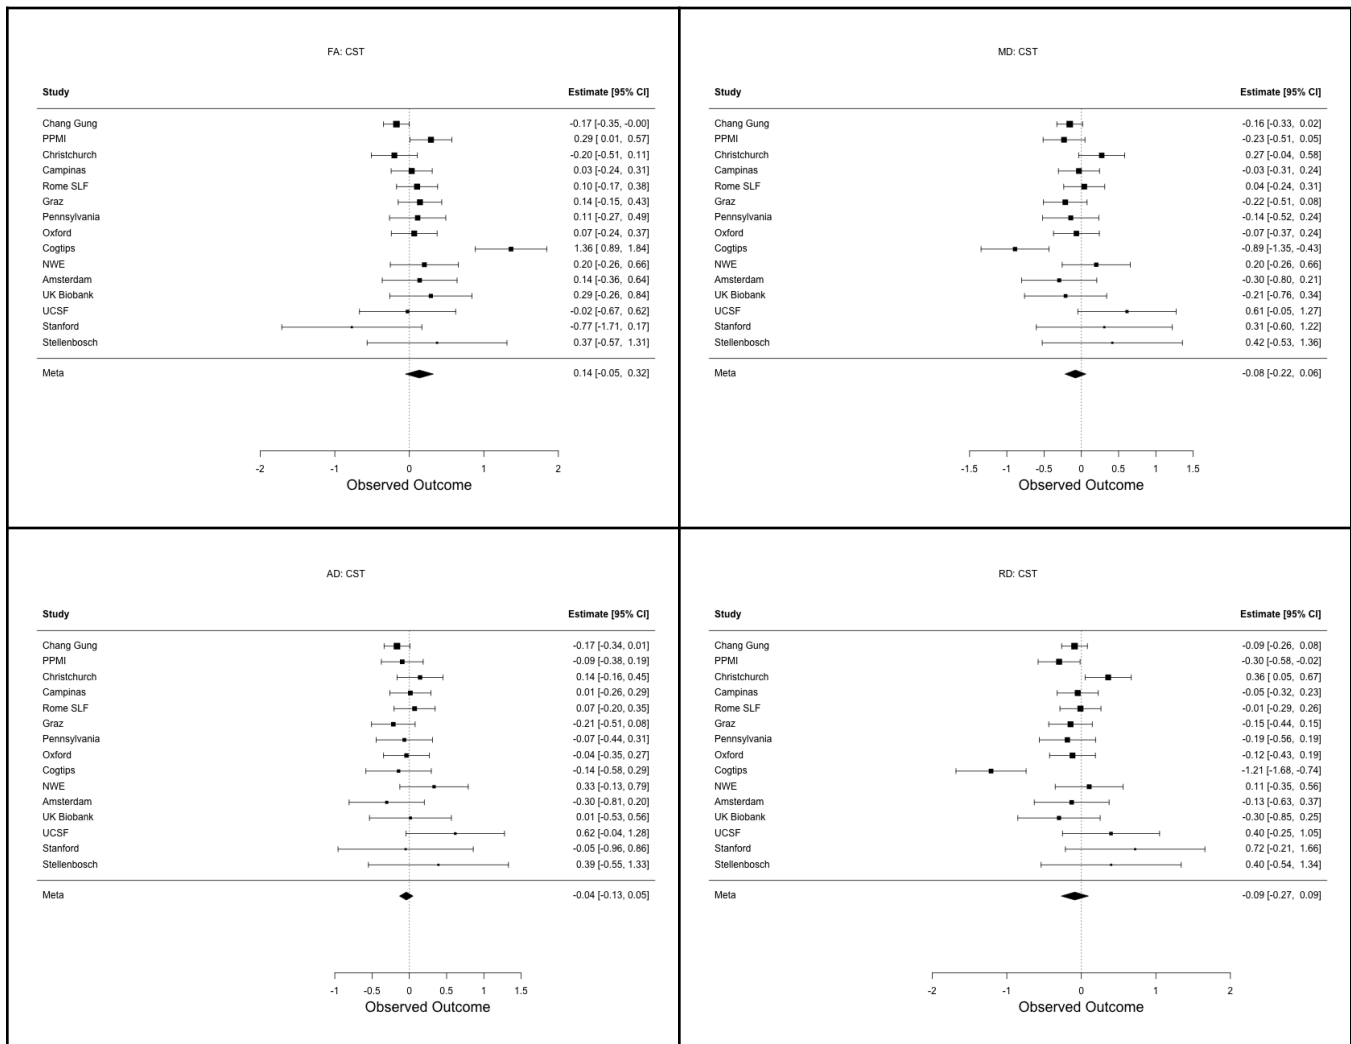 FA: CST
Study Estimate [95% CI]
Chang Gung -0.17 [-0.35, -0.00]
PPMI 0.29 [ 0.01, 0.57]
Christchurch -0.20 [-0.51, 0.11]
Campinas 0.03 [-0.24, 0.31]
Rome SLF 0.10 [-0.17, 0.38]
Graz 0.14 [-0.15, 0.43]
Pennsylvania 0.11 [-0.27, 0.49]
Oxford 0.07 [-0.24, 0.37]
Cogtips 1.36 [ 0.89, 1.84]
NWE 0.20 [-0.26, 0.66]
Amsterdam 0.14 [-0.36, 0.64]
UK Biobank 0.29 [-0.26, 0.84]
UCSF -0.02 [-0.67, 0.62]
Stanford -0.77 [-1.71, 0.17]
Stellenbosch 0.37 [-0.57, 1.31]
Meta 0.14 [-0.05, 0.32]
-2 -1 0 1 2
Observed Outcome
MD: CST
Study Estimate [95% CI]
Chang Gung -0.16 [-0.33, 0.02]
PPMI -0.23 [-0.51, 0.05]
Christchurch 0.27 [-0.04, 0.58]
Campinas -0.03 [-0.31, 0.24]
Rome SLF 0.04 [-0.24, 0.31]
Graz -0.22 [-0.51, 0.08]
Pennsylvania -0.14 [-0.52, 0.24]
Oxford -0.07 [-0.37, 0.24]
Cogtips -0.89 [-1.35, -0.43]
NWE 0.20 [-0.26, 0.66]
Amsterdam -0.30 [-0.80, 0.21]
UK Biobank -0.21 [-0.76, 0.34]
UCSF 0.61 [-0.05, 1.27]
Stanford 0.31 [-0.60, 1.22]
Stellenbosch 0.42 [-0.53, 1.36]
Meta -0.08 [-0.22, 0.06]
-1.5 -1 -0.5 0 0.5 1 1.5
Observed Outcome
AD: CST
Study Estimate [95% CI]
Chang Gung -0.17 [-0.34, 0.01]
PPMI -0.09 [-0.38, 0.19]
Christchurch 0.14 [-0.16, 0.45]
Campinas 0.01 [-0.26, 0.29]
Rome SLF 0.07 [-0.20, 0.35]
Graz -0.21 [-0.51, 0.08]
Pennsylvania -0.07 [-0.44, 0.31]
Oxford -0.04 [-0.35, 0.27]
Cogtips -0.14 [-0.58, 0.29]
NWE 0.33 [-0.13, 0.79]
Amsterdam -0.30 [-0.81, 0.20]
UK Biobank 0.01 [-0.53, 0.56]
UCSF 0.62 [-0.04, 1.28]
Stanford -0.05 [-0.96, 0.86]
Stellenbosch 0.39 [-0.55, 1.33]
Meta -0.04 [-0.13, 0.05]
-1 -0.5 0 0.5 1 1.5
Observed Outcome
RD: CST
Study Estimate [95% CI]
Chang Gung -0.09 [-0.26, 0.08]
PPMI -0.30 [-0.58, -0.02]
Christchurch 0.36 [ 0.05, 0.67]
Campinas -0.05 [-0.32, 0.23]
Rome SLF -0.01 [-0.29, 0.26]
Graz -0.15 [-0.44, 0.15]
Pennsylvania -0.19 [-0.56, 0.19]
Oxford -0.12 [-0.43, 0.19]
Cogtips -1.21 [-1.68, -0.74]
NWE 0.11 [-0.35, 0.56]
Amsterdam -0.13 [-0.63, 0.37]
UK Biobank -0.30 [-0.85, 0.25]
UCSF 0.40 [-0.25, 1.05]
Stanford 0.72 [-0.21, 1.66]
Stellenbosch 0.40 [-0.54, 1.34]
Meta -0.09 [-0.27, 0.09]
-2 -1 0 1 2
Observed Outcome